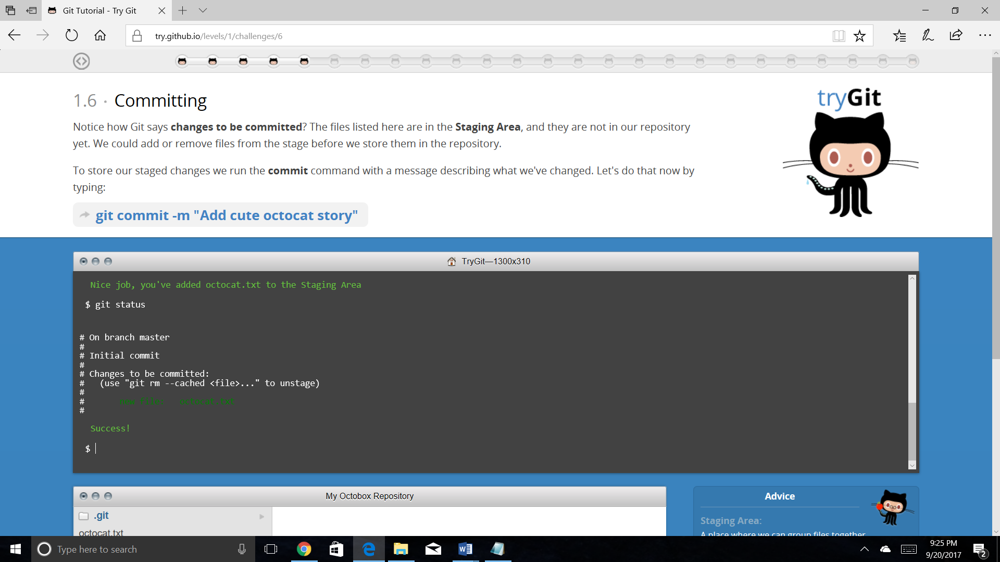 Git Tutorial - Try Git
try.github.io/levels/1/challenges/6
1.6 · Committing
tryGit
Notice how Git says changes to be committed? The files listed here are in the Staging Area, and they are not in our repository
yet. We could add or remove files from the stage before we store them in the repository.
To store our staged changes we run the commit command with a message describing what we've changed. Let's do that now by
typing:
git commit -m "Add cute octocat story"
TryGit—1300x310
Nice job, you've added octocat.txt to the Staging Area
$ git status
# On branch master
#
# Initial commit
#
# Changes to be committed:
#   (use "git rm --cached <file>..." to unstage)
#
#       new file:   octocat.txt
#
Success!
$
My Octobox Repository
.git
octocat.txt
Advice
Staging Area:
A place where we can group files together
Type here to search
9:25 PM
9/20/2017
2